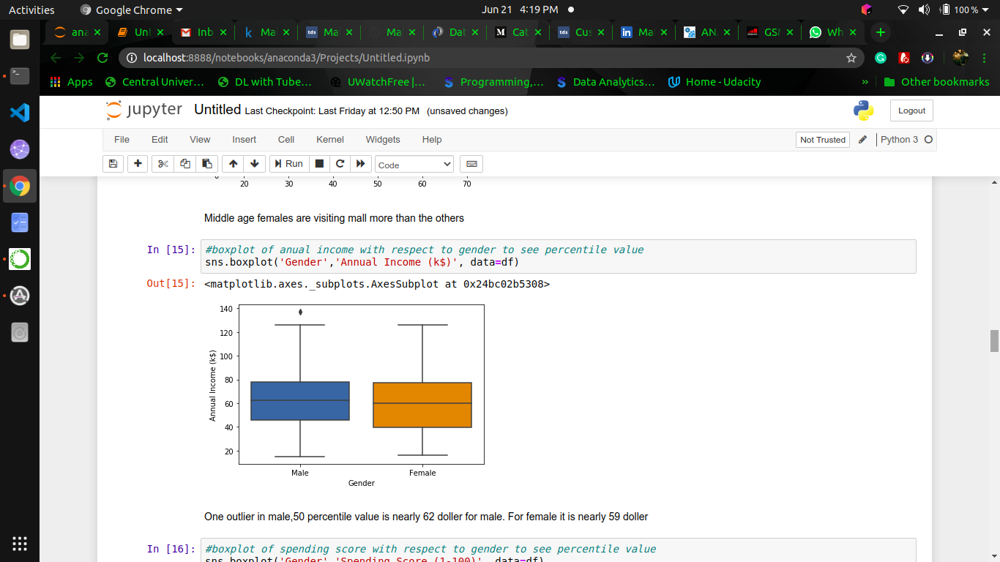 Activities Google Chrome Jun 21 4:19 PM 100 %
ana Unt Inb Ma Ma Ma Dat Cat Cus Ma AN. GSM Wh
localhost:8888/notebooks/anaconda3/Projects/Untitled.ipynb
Apps Central Univer… DL with Tube… UWatchFree |… Programming,… Data Analytics… Home - Udacity » Other bookmarks
jupyter Untitled Last Checkpoint: Last Friday at 12:50 PM (unsaved changes) Logout
File Edit View Insert Cell Kernel Widgets Help Not Trusted Python 3
Run Code
20 30 40 50 60 70
Middle age females are visiting mall more than the others
In [15]: #boxplot of anual income with respect to gender to see percentile value
sns.boxplot('Gender','Annual Income (k$)', data=df)
Out[15]: <matplotlib.axes._subplots.AxesSubplot at 0x24bc02b5308>
140
120
100
80
60
40
20
Annual Income (k$)
Male Female
Gender
One outlier in male,50 percentile value is nearly 62 doller for male. For female it is nearly 59 doller
In [16]: #boxplot of spending score with respect to gender to see percentile value
sns.boxplot('Gender','Spending Score (1-100)', data=df)